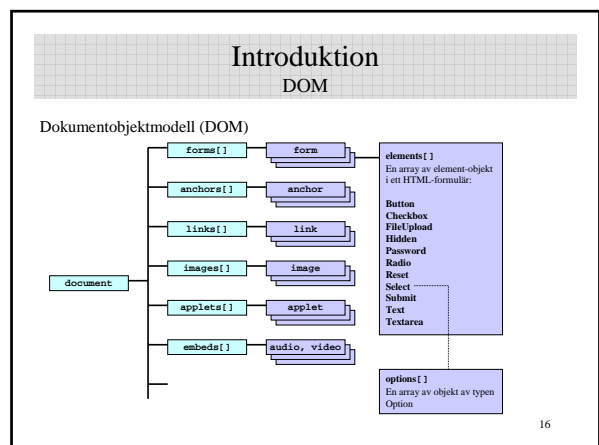 Introduktion
DOM
Dokumentobjektmodell (DOM)
document
forms[]
form
anchors[]
anchor
links[]
link
images[]
image
applets[]
applet
embeds[]
audio, video
elements[]
En array av element-objekt
i ett HTML-formulär:
Button
Checkbox
FileUpload
Hidden
Password
Radio
Reset
Select
Submit
Text
Textarea
options[]
En array av objekt av typen
Option
16